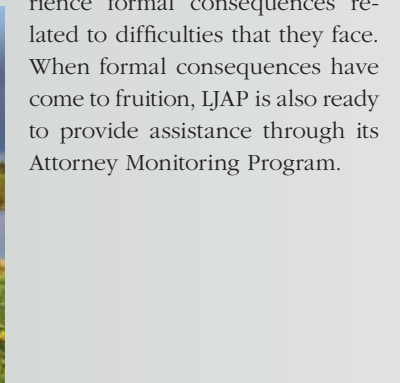 rience formal consequences re-
lated to difficulties that they face.
When formal consequences have
come to fruition, LJAP is also ready
to provide assistance through its
Attorney Monitoring Program.